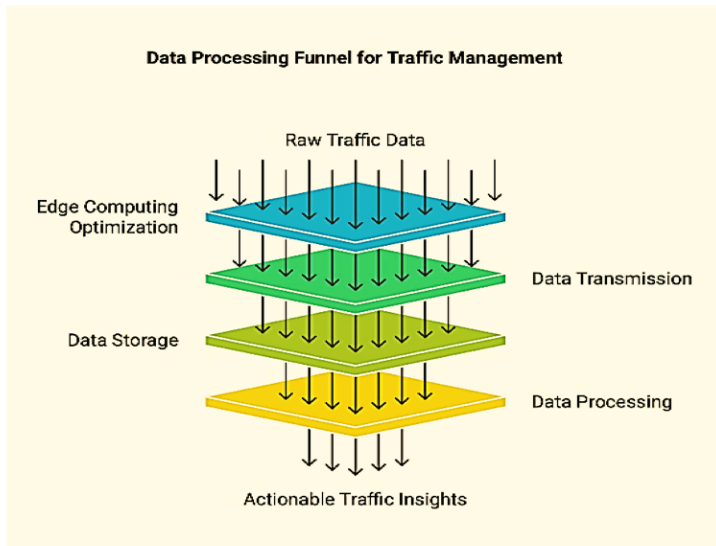 Data Processing Funnel for Traffic Management
Raw Traffic Data
Edge Computing
Optimization
Data Transmission
Data Storage
Data Processing
Actionable Traffic Insights